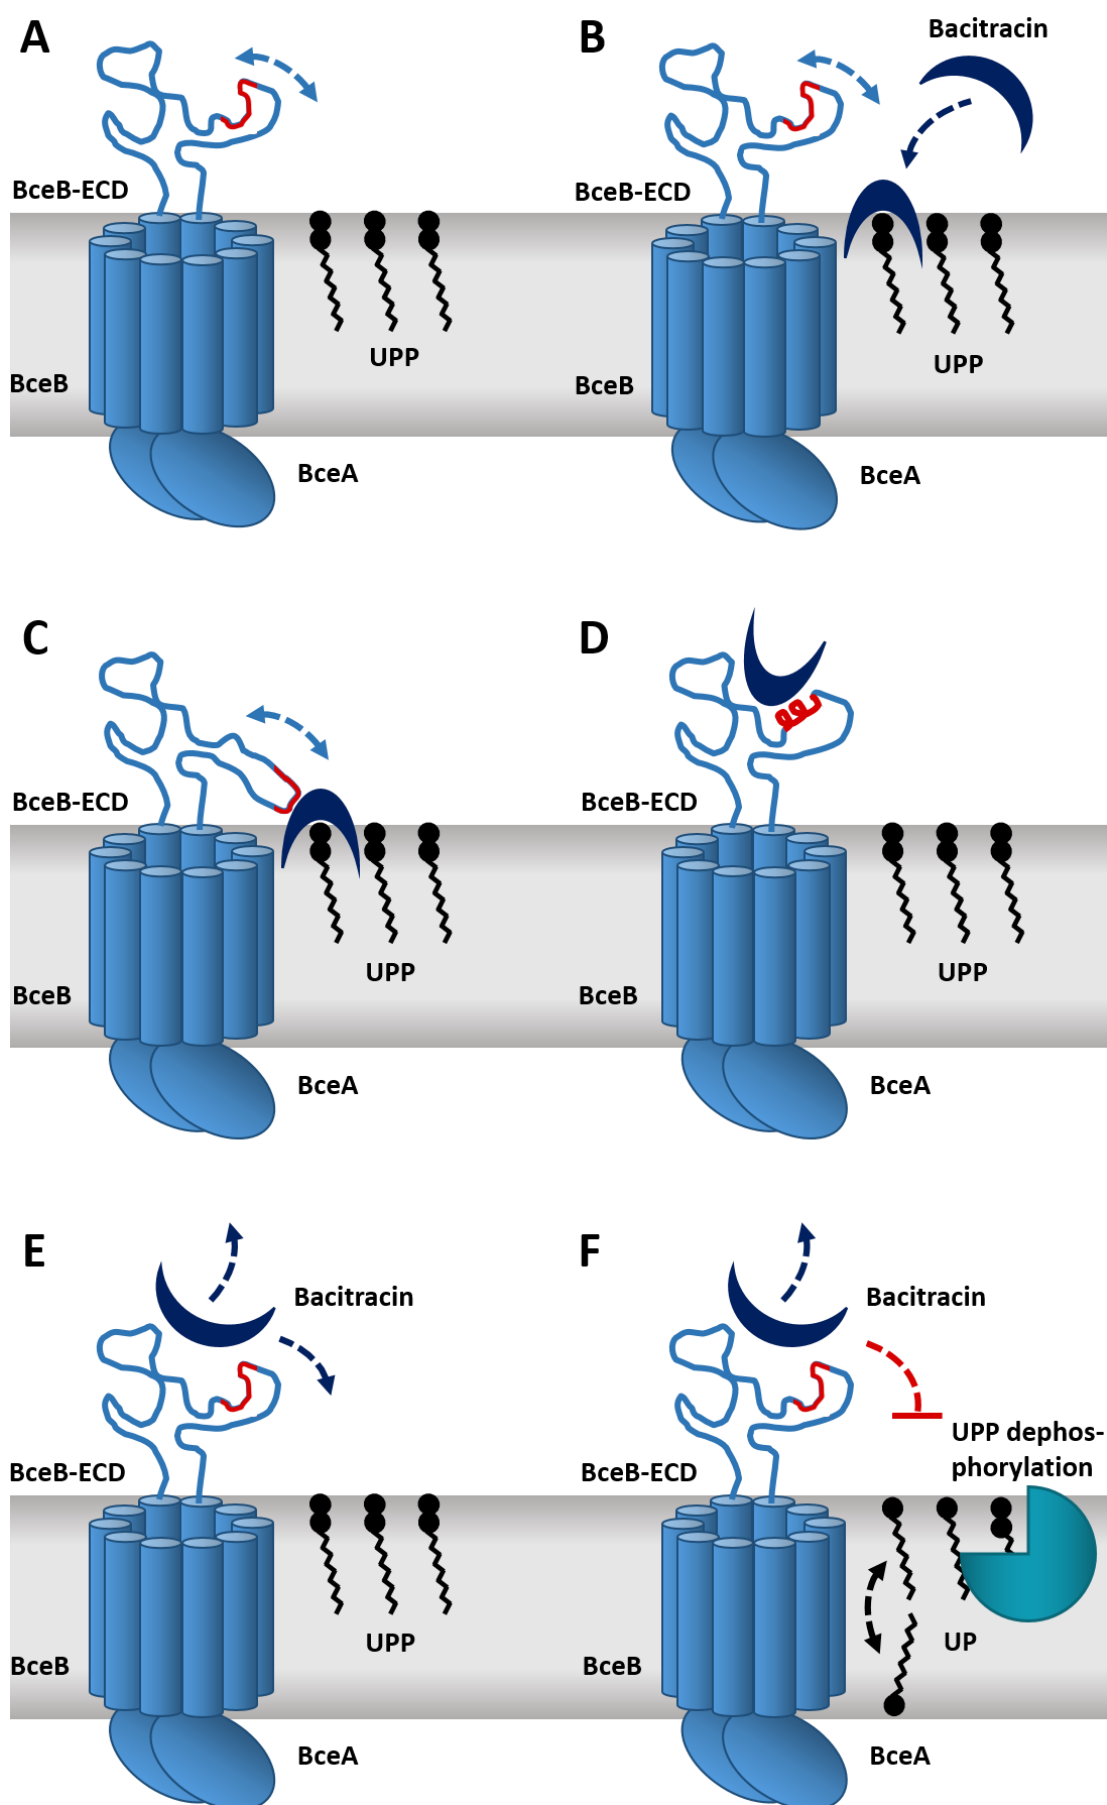 A
BceB-ECD
UPP
BceB
BceA
B
Bacitracin
BceB-ECD
UPP
BceB
BceA
C
BceB-ECD
UPP
BceB
BceA
D
BceB-ECD
UPP
BceB
BceA
E
Bacitracin
BceB-ECD
UPP
BceB
BceA
F
Bacitracin
UPP dephos-
phorylation
BceB-ECD
UP
BceB
BceA